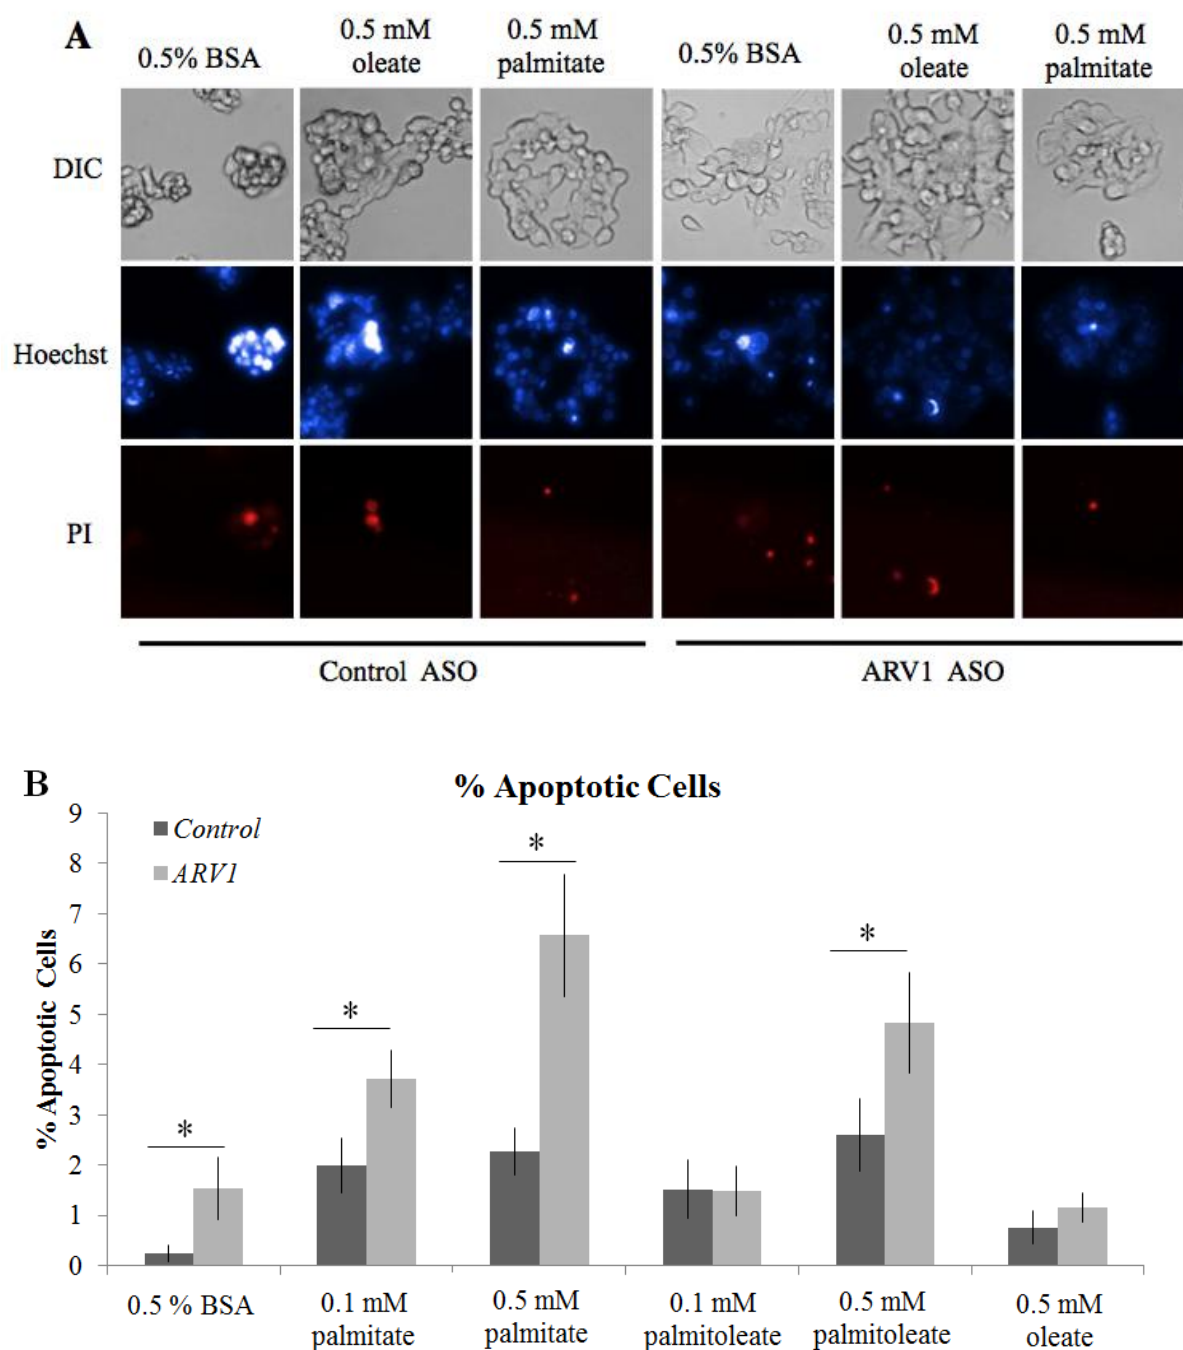 A
0.5% BSA
0.5 mM
oleate
0.5 mM
palmitate
0.5% BSA
0.5 mM
oleate
0.5 mM
palmitate
DIC
Hoechst
PI
Control ASO
ARV1 ASO
B
% Apoptotic Cells
Control
ARV1
% Apoptotic Cells
9
8
7
6
5
4
3
2
1
0
*
*
*
*
0.5 % BSA
0.1 mM
palmitate
0.5 mM
palmitate
0.1 mM
palmitoleate
0.5 mM
palmitoleate
0.5 mM
oleate